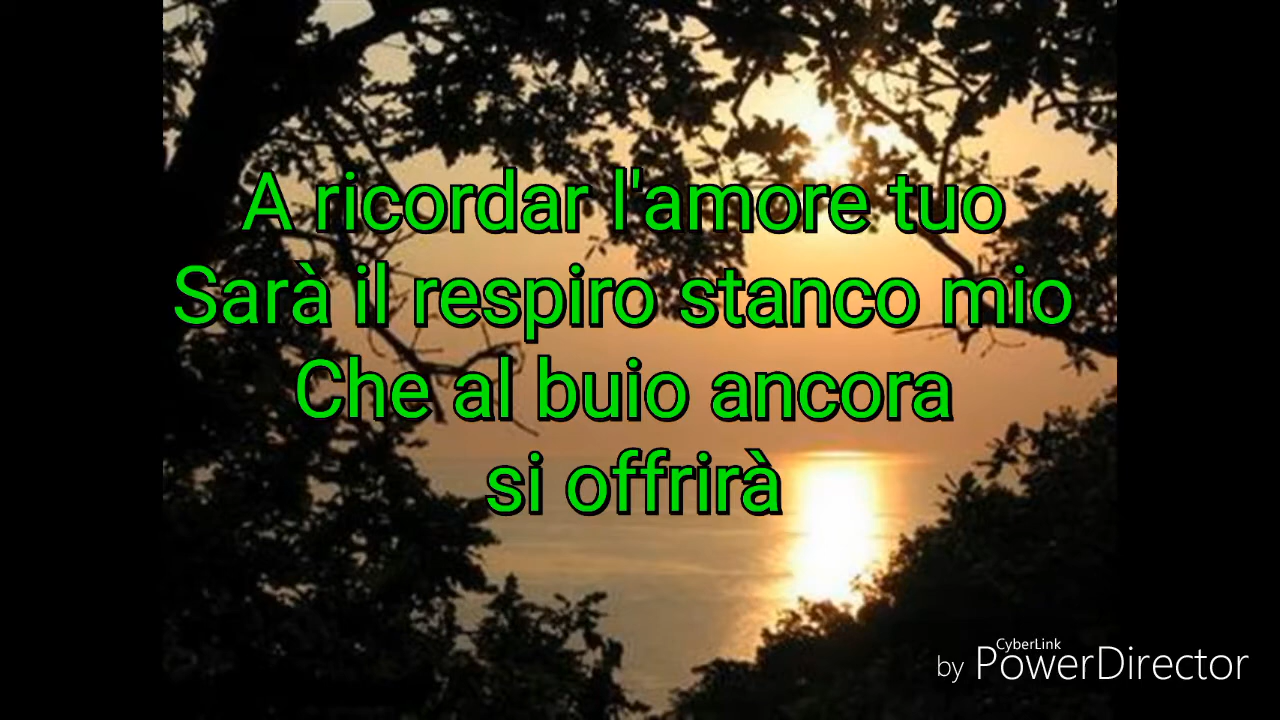 A ricordar l'amore tuo
Sarà il respiro stanco mio
Che al buio ancora
si offrirà
CyberLink
by PowerDirector